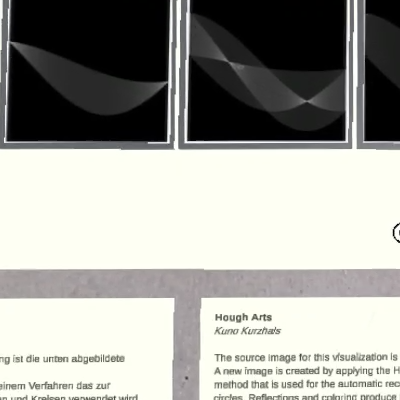 ng ist die unten abgebildete
einem Verfahren das zur
en und Kreisen verwendet wird
Hough Arts
Kuno Kurzhals
The source image for this visualization is
A new image is created by applying the H
method that is used for the automatic rec
circles. Reflections and coloring produce